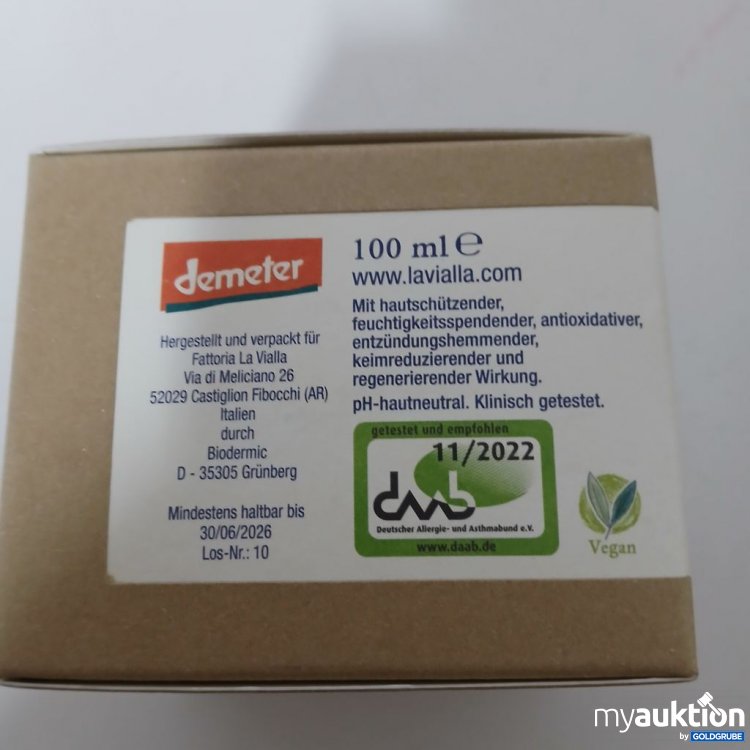 demeter
Hergestellt und verpackt für
Fattoria La Vialla
Via di Meliciano 26
52029 Castiglion Fibocchi (AR)
Italien
durch
Biodermic
D - 35305 Grünberg
Mindestens haltbar bis
30/06/2026
Los-Nr.: 10
100 ml ℮
www.lavialla.com
Mit hautschützender,
feuchtigkeitsspendender, antioxidativer,
entzündungshemmender,
keimreduzierender und
regenerierender Wirkung.
pH-hautneutral. Klinisch getestet.
getestet und empfohlen
11/2022
daab
Deutscher Allergie- und Asthmabund e.V.
www.daab.de
Vegan
myauktion
by GOLDGRUBE